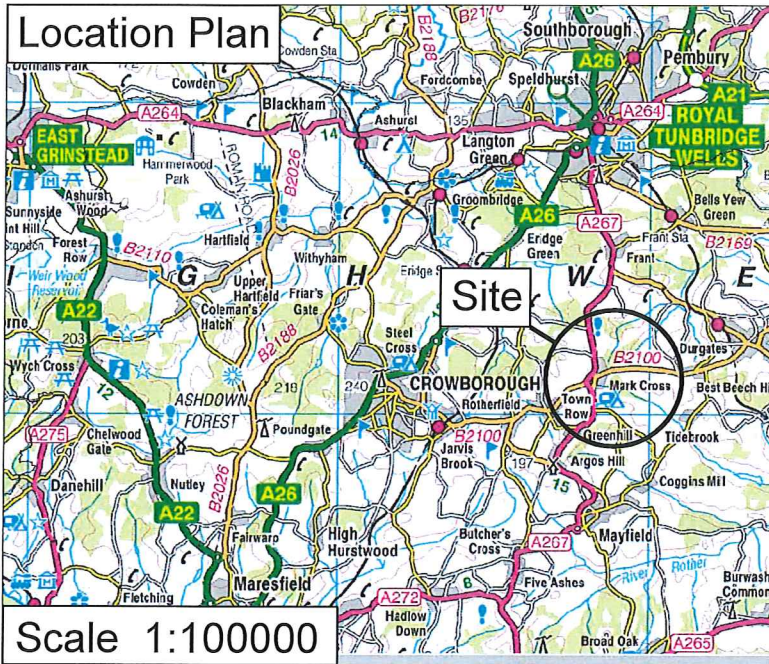 Location Plan
Southborough
Pembury
A26
A21
Cowden Sta
B2188
B2176
Speldhurst
Fordcombe
Dormans Park
Cowden
Blackham
A264
14
Ashurst
135
A264
ROYAL
TUNBRIDGE
WELLS
EAST
GRINSTEAD
Hammerwood
Park
ROMAN ROAD
B2026
Langton
Green
Groombridge
A26
A267
Bells Yew
Green
Ashurst
Wood
Sunnyside
Forest
Row
B2110
Hartfield
Withyham
Eridge
Green
Frant Sta
B2169
Frant
Weir Wood
Reservoir
I
G
H
W
E
Upper
Hartfield
Friar's
Gate
Coleman's
Hatch
Eridge S
Site
A22
B2188
Steel
Cross
B2100
Durgates
203
Wych Cross
12
ASHDOWN
FOREST
218
240
CROWBOROUGH
Rotherfield
Town
Row
Mark Cross
Best Beech Hi
A275
Chelwood
Gate
Poundgate
B2100
Greenhill
Tidebrook
Jarvis
Brook
197
Argos Hill
15
Coggins Mill
Danehill
Nutley
B2026
A26
A22
High
Hurstwood
Butcher's
Cross
A267
Mayfield
Fairwarp
Maresfield
Five Ashes
River
Rother
Burwash
Common
Fletching
A272
8
Hadlow
Down
Broad Oak
A265
Scale 1:100000